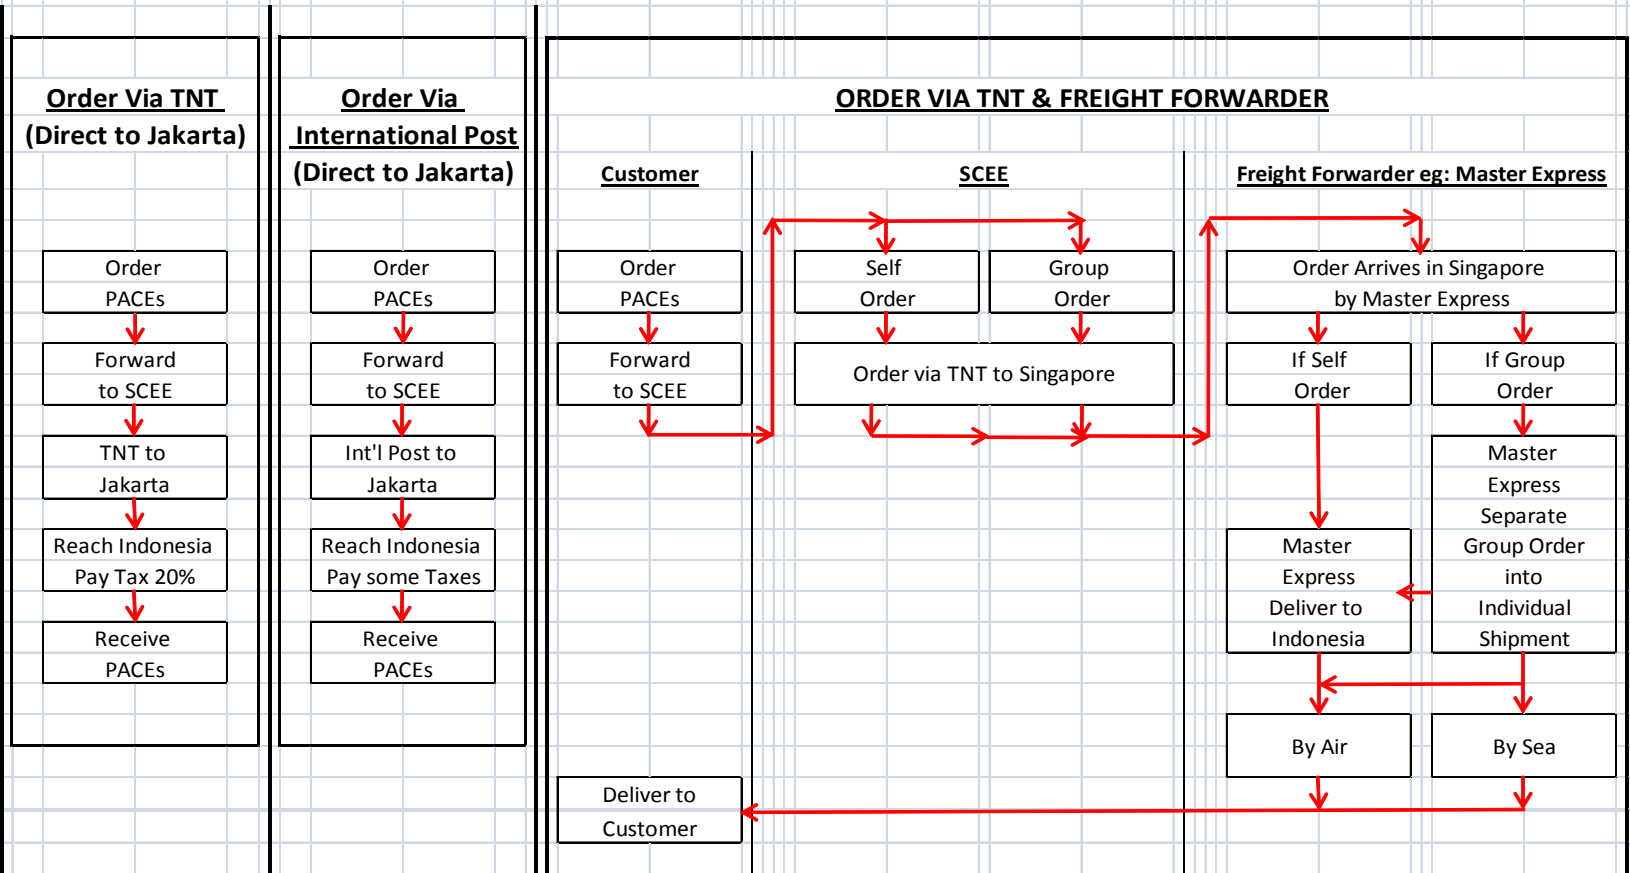 Order Via TNT
(Direct to Jakarta)
Order
PACEs
Forward
to SCEE
TNT to
Jakarta
Reach Indonesia
Pay Tax 20%
Receive
PACEs
Order Via
International Post
(Direct to Jakarta)
Order
PACEs
Forward
to SCEE
Int'l Post to
Jakarta
Reach Indonesia
Pay some Taxes
Receive
PACEs
ORDER VIA TNT & FREIGHT FORWARDER
Customer
Order
PACEs
Forward
to SCEE
SCEE
Self
Order
Group
Order
Order via TNT to Singapore
Freight Forwarder eg: Master Express
Order Arrives in Singapore
by Master Express
If Self
Order
If Group
Order
Master
Express
Separate
Group Order
into
Individual
Shipment
Master
Express
Deliver to
Indonesia
By Air
By Sea
Deliver to
Customer